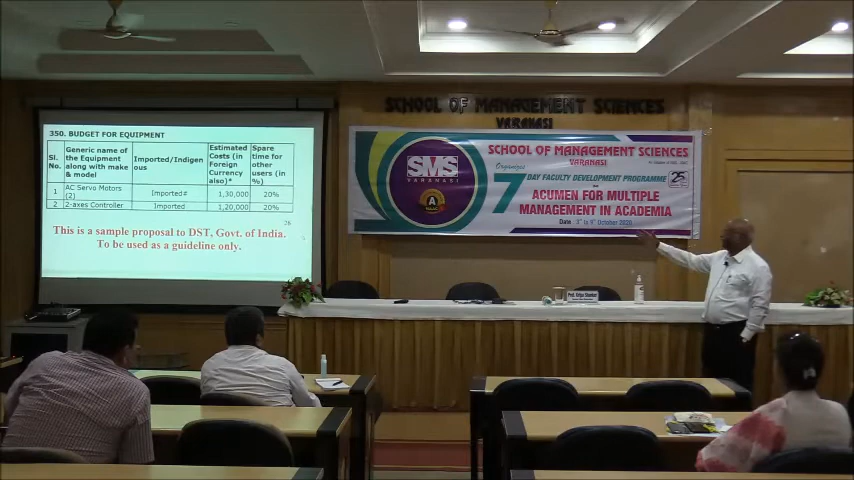 SCHOOL OF MANAGEMENT SCIENCES
VARANASI
350. BUDGET FOR EQUIPMENT
Sl. No.
Generic name of the Equipment along with make & model
Imported/Indigenous
Estimated Costs (in Foreign Currency also)*
Spare time for other users (in %)
1
AC Servo Motors (2)
Imported#
1,30,000
20%
2
2-axes Controller
Imported
1,20,000
20%
36
This is a sample proposal to DST, Govt. of India.
To be used as a guideline only.
SMS
VARANASI
A
SCHOOL OF MANAGEMENT SCIENCES
VARANASI
Organizes
7
DAY FACULTY DEVELOPMENT PROGRAMME
ACUMEN FOR MULTIPLE
MANAGEMENT IN ACADEMIA
25